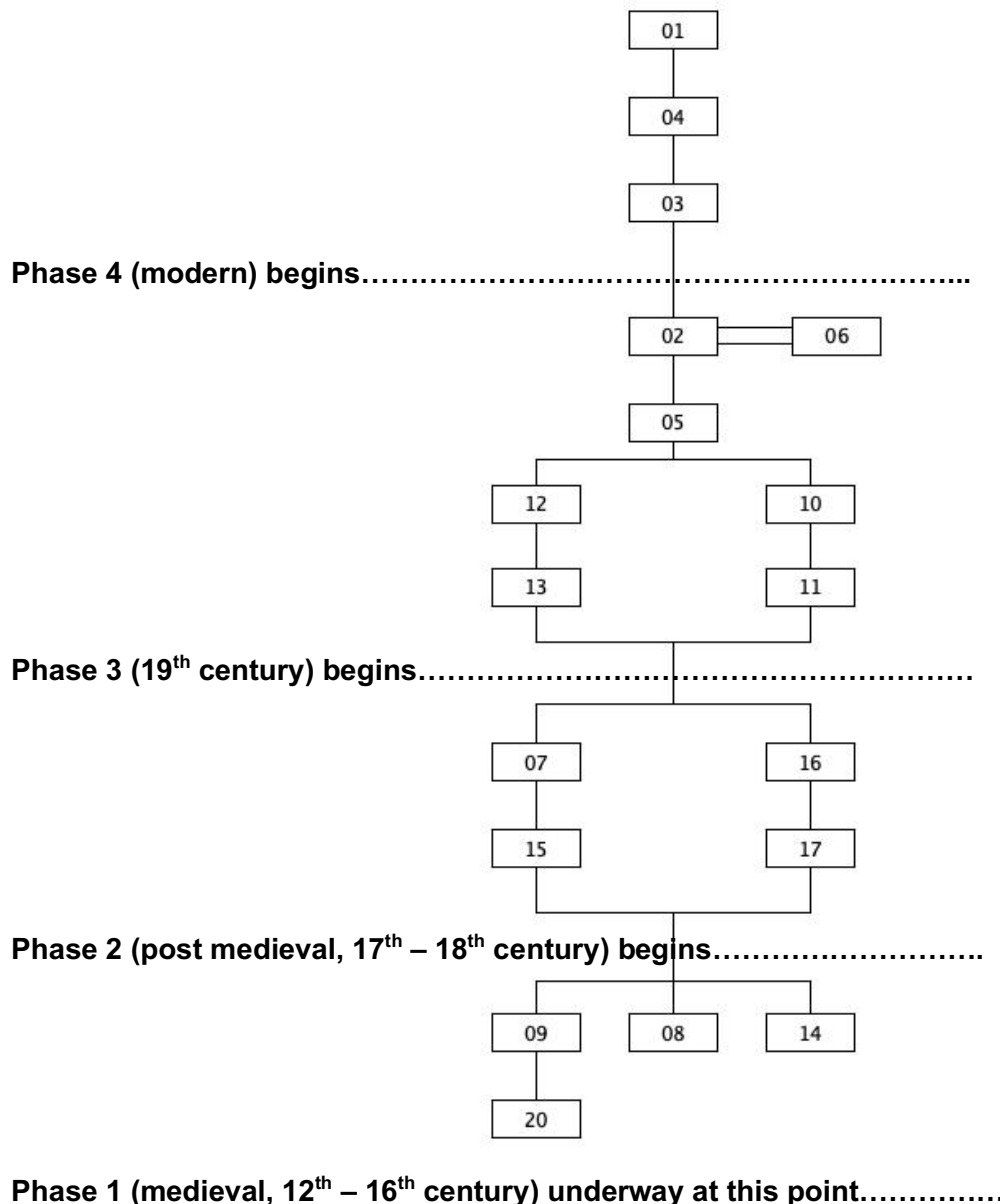 01
04
03
Phase 4 (modern) begins…………………………………………………………...
02 06
05
12 10
13 11
Phase 3 (19th century) begins…………………………………………………
07 16
15 17
Phase 2 (post medieval, 17th – 18th century) begins……………………….
09 08 14
20
Phase 1 (medieval, 12th – 16th century) underway at this point……………